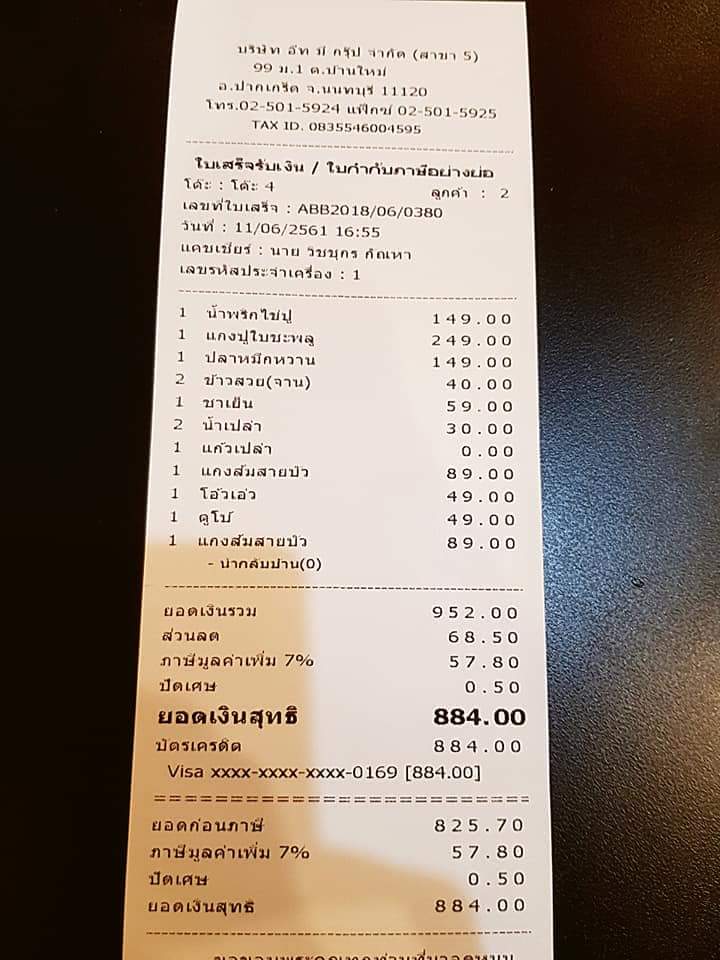 บริษัท อีท มี กรุ๊ป จำกัด (สาขา 5)
99 ม.1 ต.บ้านใหม่
อ.ปากเกร็ด จ.นนทบุรี 11120
โทร.02-501-5924 แฟ๊กซ์ 02-501-5925
TAX ID. 0835546004595
ใบเสร็จรับเงิน / ใบกำกับภาษีอย่างย่อ
โต๊ะ : โต๊ะ 4 ลูกค้า : 2
เลขที่ใบเสร็จ : ABB2018/06/0380
วันที่ : 11/06/2561 16:55
แคชเชียร์ : นาย วิชชุกร กัณหา
เลขรหัสประจำเครื่อง : 1
1 น้ำพริกไข่ปู 149.00
1 แกงปูใบชะพลู 249.00
1 ปลาหมึกหวาน 149.00
2 ข้าวสวย(จาน) 40.00
1 ชาเย็น 59.00
2 น้ำเปล่า 30.00
1 แก้วเปล่า 0.00
1 แกงส้มสายบัว 89.00
1 โอ้วเอ๋ว 49.00
1 ตูโบ้ 49.00
1 แกงส้มสายบัว 89.00
- นำกลับบ้าน(0)
ยอดเงินรวม 952.00
ส่วนลด 68.50
ภาษีมูลค่าเพิ่ม 7% 57.80
ปัดเศษ 0.50
ยอดเงินสุทธิ 884.00
บัตรเครดิต 884.00
Visa xxxx-xxxx-xxxx-0169 [884.00]
ยอดก่อนภาษี 825.70
ภาษีมูลค่าเพิ่ม 7% 57.80
ปัดเศษ 0.50
ยอดเงินสุทธิ 884.00